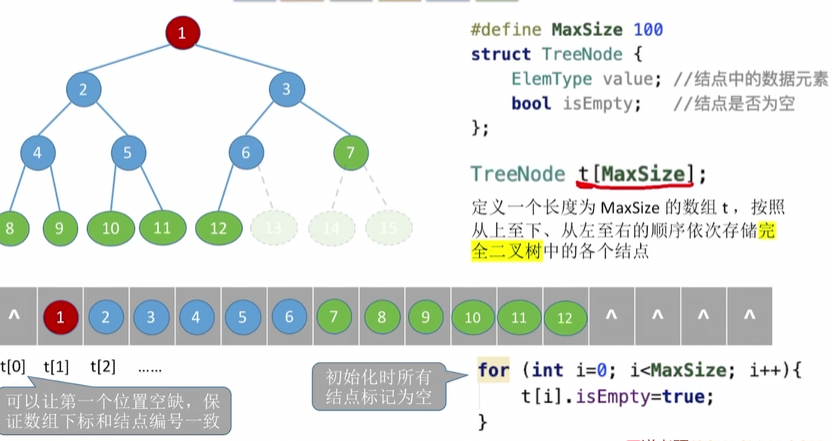 1
2
3
4
5
6
7
8
9
10
11
12
13
14
15
#define MaxSize 100
struct TreeNode {
ElemType value; //结点中的数据元素
bool isEmpty; //结点是否为空
};
TreeNode t[MaxSize];
定义一个长度为 MaxSize 的数组 t ，按照
从上至下、从左至右的顺序依次存储完
全二叉树中的各个结点
^ 1 2 3 4 5 6 7 8 9 10 11 12 ^ ^ ^ ^
t[0] t[1] t[2] ......
可以让第一个位置空缺，保
证数组下标和结点编号一致
初始化时所有
结点标记为空
for (int i=0; i<MaxSize; i++){
t[i].isEmpty=true;
}